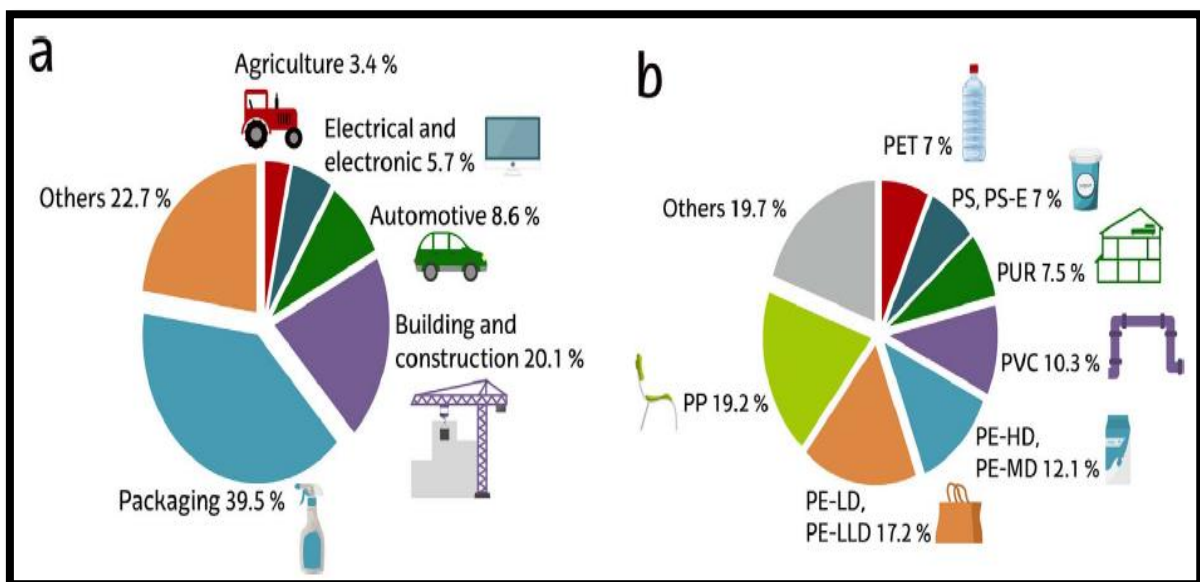 a
Agriculture 3.4 %
Electrical and
electronic 5.7 %
Others 22.7 %
Automotive 8.6 %
Building and
construction 20.1 %
Packaging 39.5 %
b
PET 7 %
PS, PS-E 7 %
Others 19.7 %
PUR 7.5 %
PVC 10.3 %
PP 19.2 %
PE-HD,
PE-MD 12.1 %
PE-LD,
PE-LLD 17.2 %